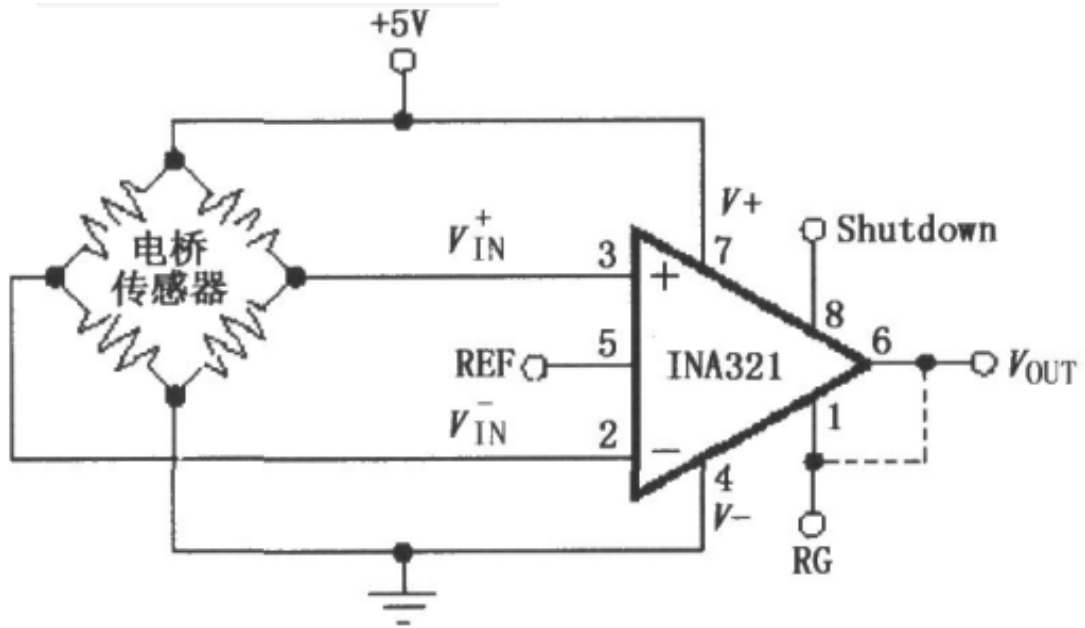 +5V
V+
电桥
传感器
V+IN
3
+
7
Shutdown
8
REF
5
INA321
6
VOUT
V−IN
2
−
4
V−
1
RG